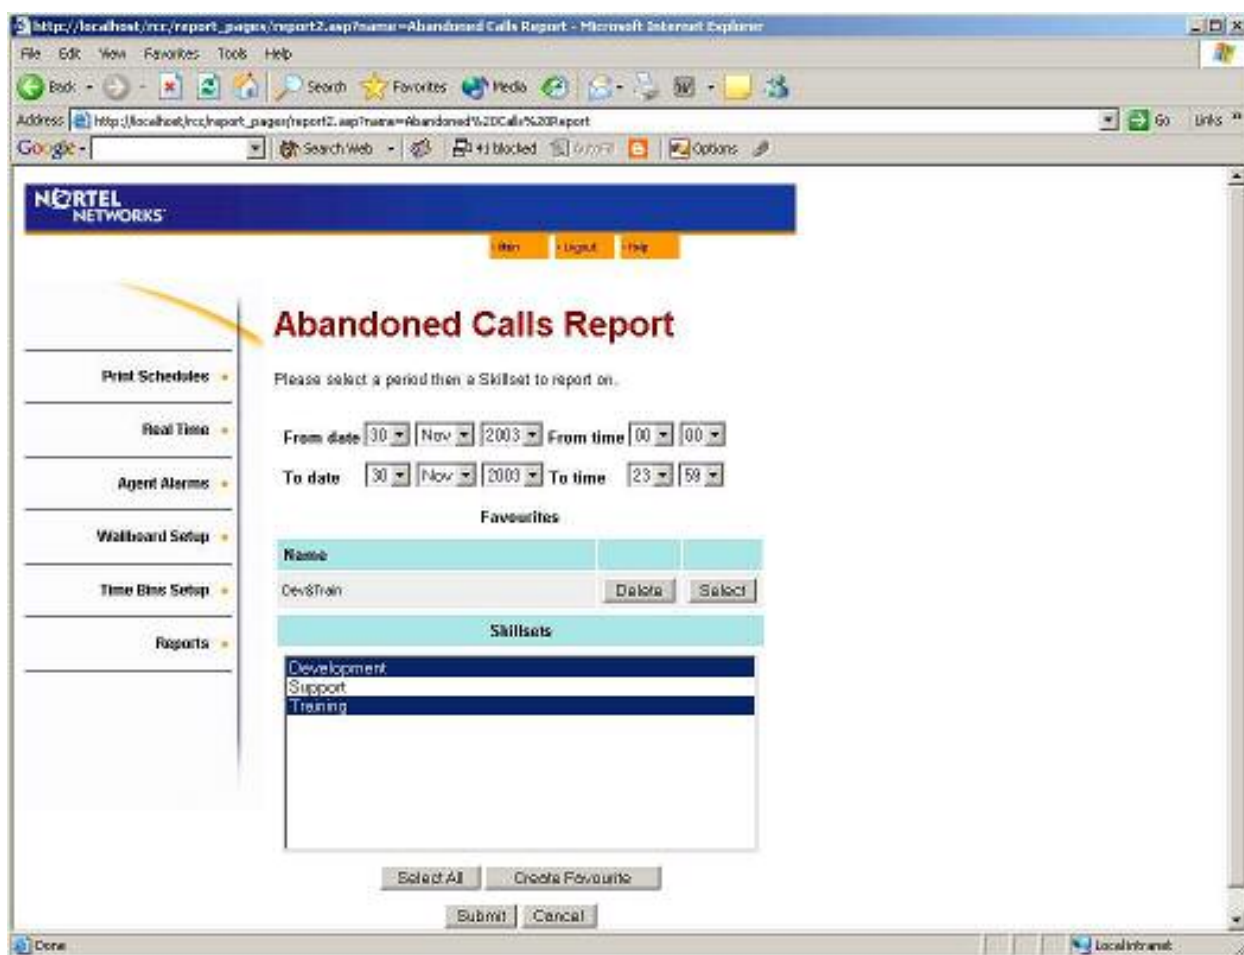 http://localhost/rcc/report_pages/report2.asp?name=Abandoned Calls Report - Microsoft Internet Explorer
File Edit View Favorites Tools Help
Back Search Favorites Media
Address http://localhost/rcc/report_pages/report2.asp?name=Abandoned%20Calls%20Report Go Links »
Google Search Web blocked AutoFill Options
NORTEL
NETWORKS
Main Logout Help
Abandoned Calls Report
Please select a period then a Skillset to report on.
Print Schedules
Real Time
Agent Alarms
Wallboard Setup
Time Bins Setup
Reports
From date 30 Nov 2003 From time 00 00
To date 30 Nov 2003 To time 23 59
Favourites
Name
Dev&Train Delete Select
Skillsets
Development
Support
Training
Select All Create Favourite
Submit Cancel
Done Local intranet